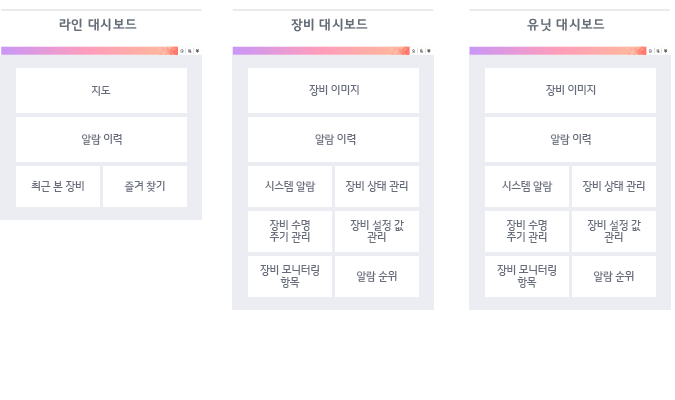 라인 대시보드
지도
알람 이력
최근 본 장비
즐겨 찾기
장비 대시보드
장비 이미지
알람 이력
시스템 알람
장비 상태 관리
장비 수명
주기 관리
장비 설정 값
관리
장비 모니터링
항목
알람 순위
유닛 대시보드
장비 이미지
알람 이력
시스템 알람
장비 상태 관리
장비 수명
주기 관리
장비 설정 값
관리
장비 모니터링
항목
알람 순위